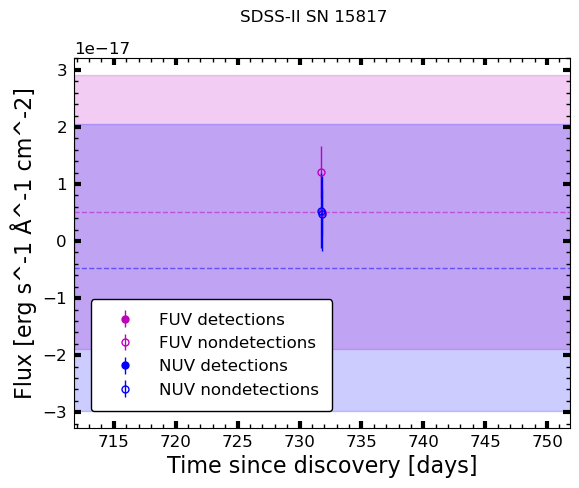 SDSS-II SN 15817
1e−17
Flux [erg s^-1 Å^-1 cm^-2]
3
2
1
0
−1
−2
−3
FUV detections
FUV nondetections
NUV detections
NUV nondetections
715 720 725 730 735 740 745 750
Time since discovery [days]